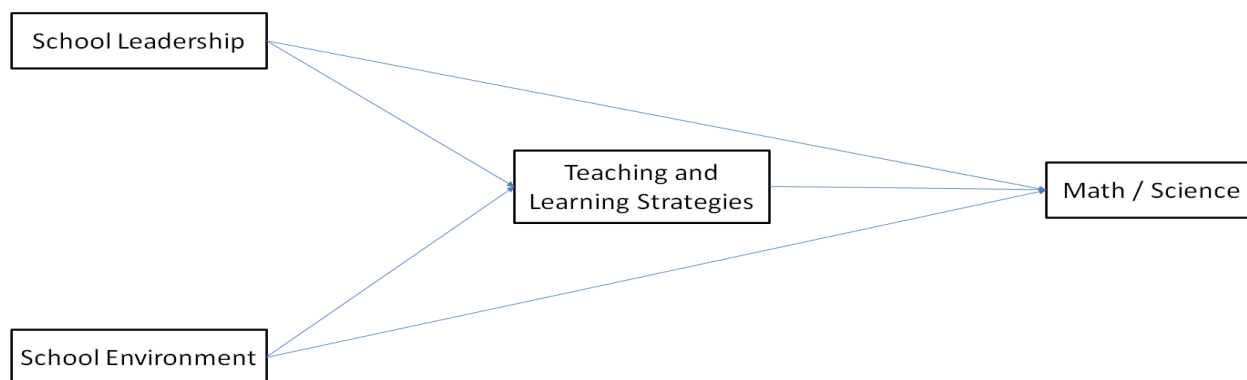 School Leadership
Teaching and
Learning Strategies
Math / Science
School Environment